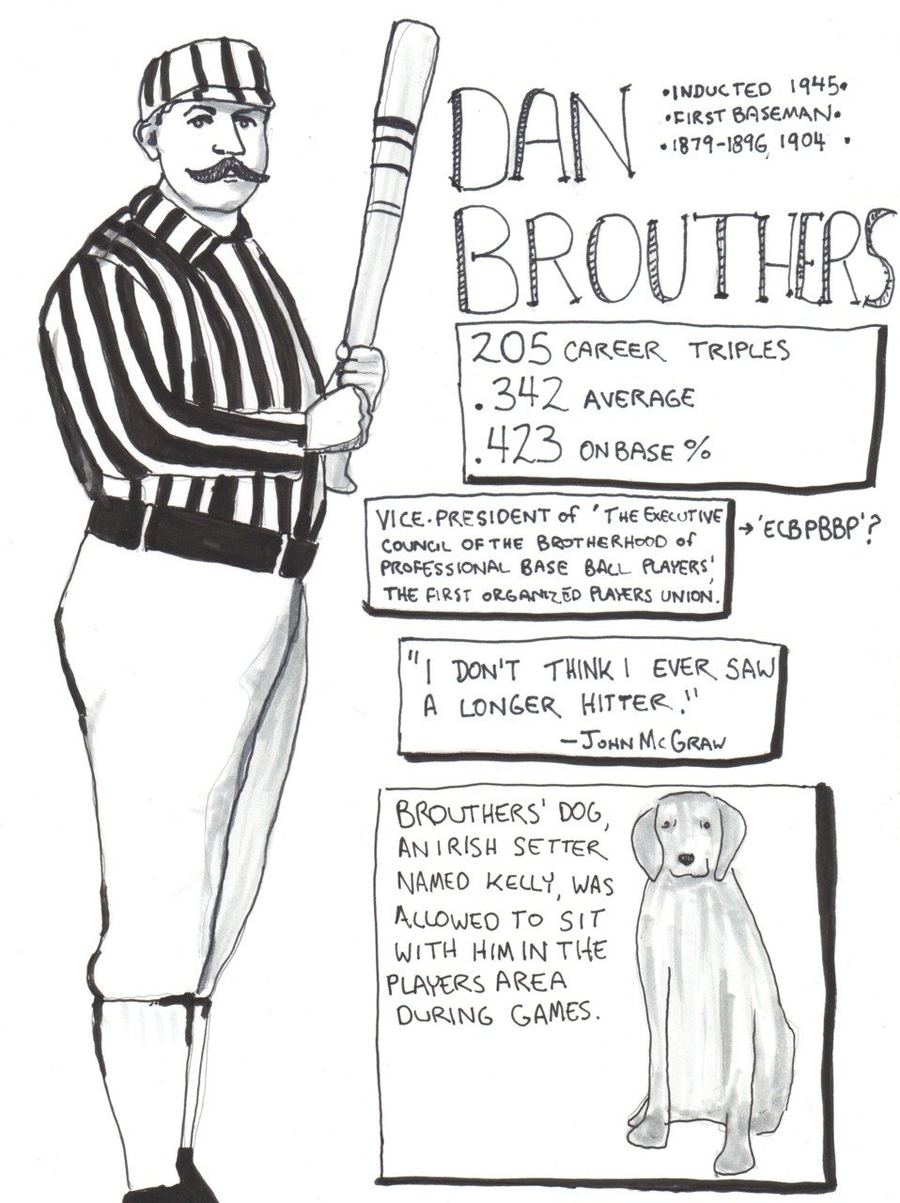 DAN
BROUTHERS
•INDUCTED 1945•
•FIRST BASEMAN•
•1879-1896, 1904 •
205 CAREER TRIPLES
.342 AVERAGE
.423 ON BASE %
VICE-PRESIDENT of 'THE EXECUTIVE
COUNCIL OF THE BROTHERHOOD of
PROFESSIONAL BASE BALL PLAYERS'
THE FIRST ORGANIZED PLAYERS UNION.
→'ECBPBBP'?
"I DON'T THINK I EVER SAW
A LONGER HITTER."
—JOHN McGRAW
BROUTHERS' DOG,
AN IRISH SETTER
NAMED KELLY, WAS
ALLOWED TO SIT
WITH HIM IN THE
PLAYERS AREA
DURING GAMES.